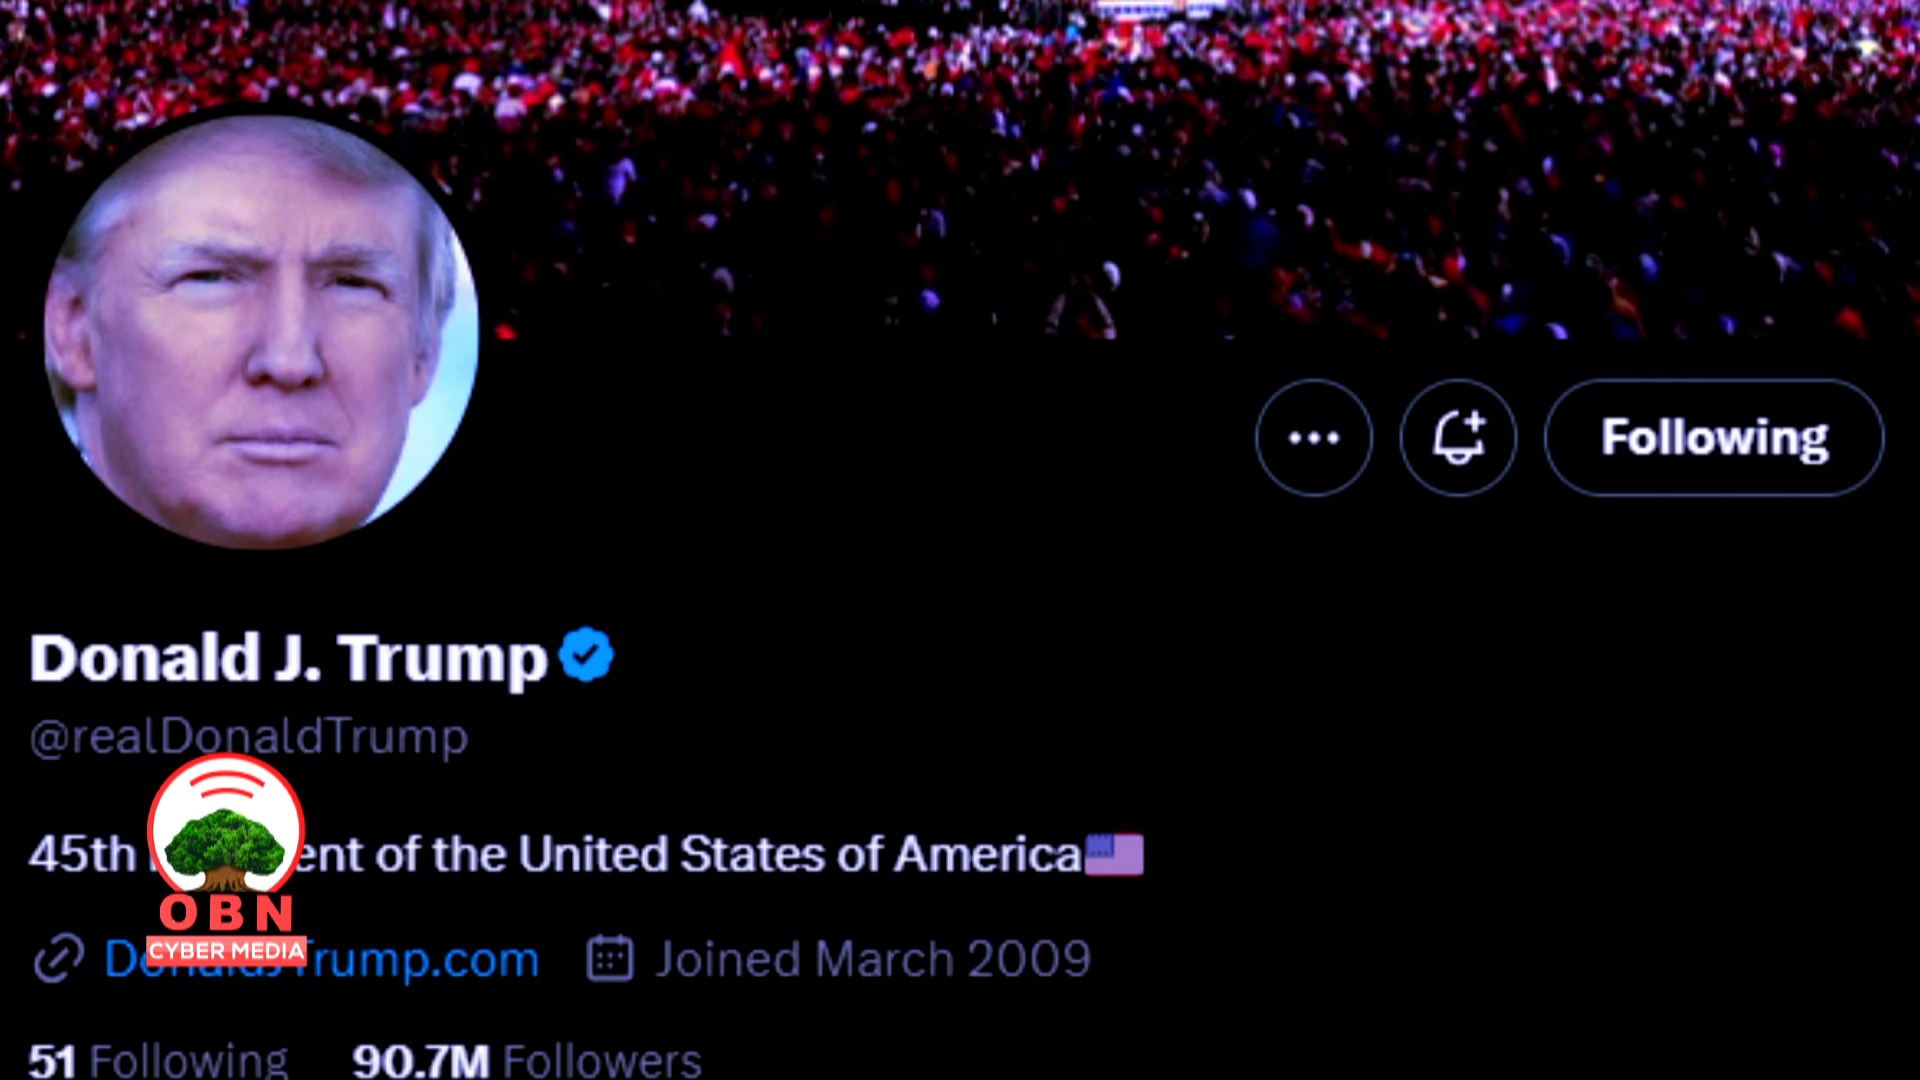 Following
Donald J. Trump
@realDonaldTrump
45th ent of the United States of America
OBN
CYBER MEDIA
DonaldJTrump.com Joined March 2009
51 Following 90.7M Followers